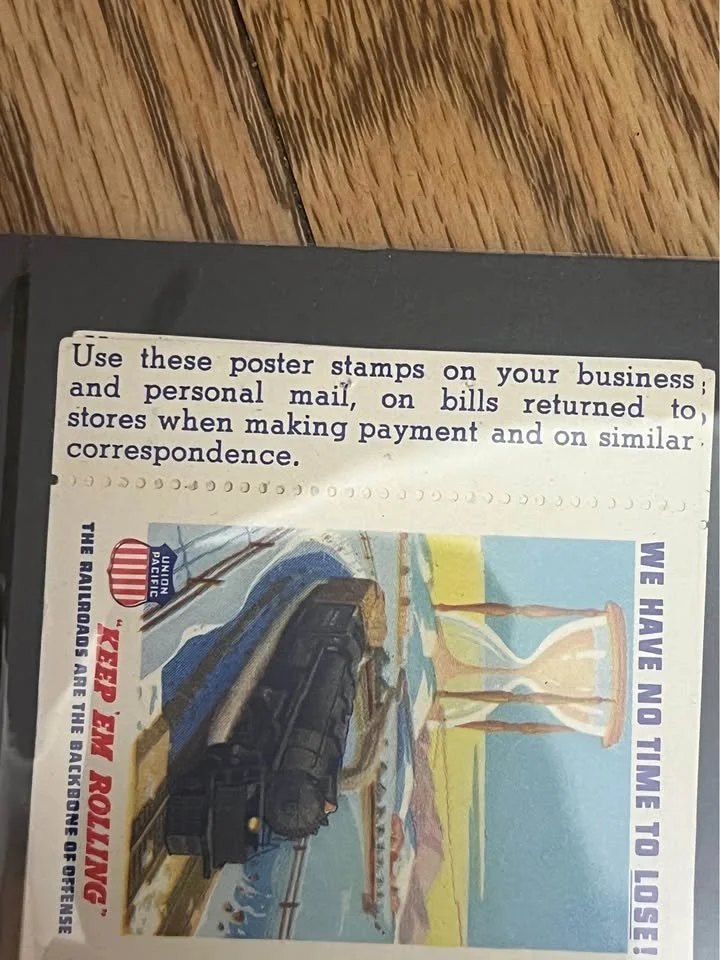 Use these poster stamps on your business
and personal mail, on bills returned to
stores when making payment and on similar
correspondence.
WE HAVE NO TIME TO LOSE!
UNION
PACIFIC
"KEEP 'EM ROLLING"
THE RAILROADS ARE THE BACKBONE OF OFFENSE